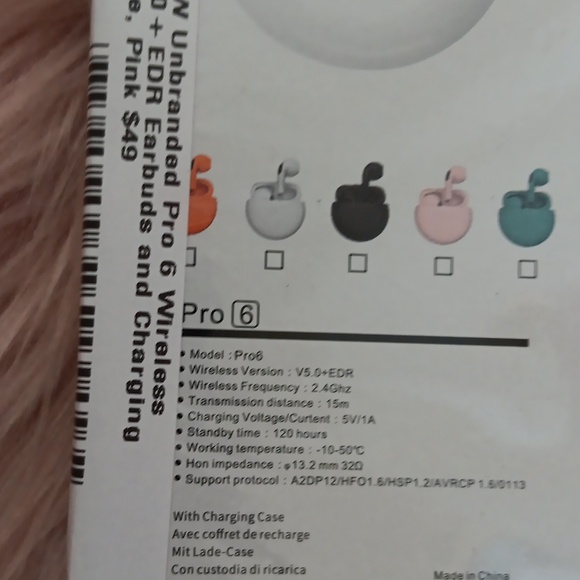 W Unbranded Pro 6 Wireless
0 + EDR Earbuds and Charging
e, Pink $49
Pro 6
• Model : Pro6
• Wireless Version : V5.0+EDR
• Wireless Frequency : 2.4Ghz
• Transmission distance : 15m
• Charging Voltage/Curtent : 5V/1A
• Standby time : 120 hours
• Working temperature : -10-50℃
• Hon impedance : φ13.2 mm 32Ω
• Support protocol : A2DP12/HFO1.6/HSP1.2/AVRCP 1.6/0113
With Charging Case
Avec coffret de recharge
Mit Lade-Case
Con custodia di ricarica
Made in China